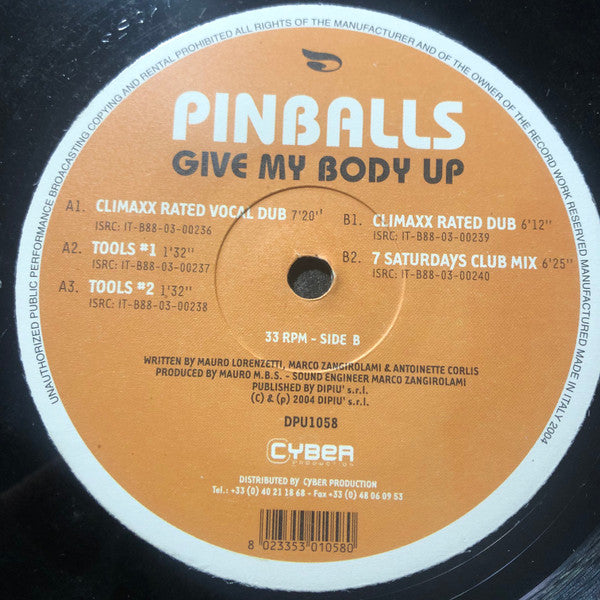 UNAUTHORIZED PUBLIC PERFORMANCE BROADCASTING COPYING AND RENTAL PROHIBITED ALL RIGHTS OF THE MANUFACTURER AND OF THE OWNER OF THE RECORD WORK RESERVED MANUFACTURED MADE IN ITALY 2004
PINBALLS
GIVE MY BODY UP
A1. CLIMAXX RATED VOCAL DUB 7'20''
ISRC: IT-B88-03-00236
A2. TOOLS #1 1'32''
ISRC: IT-B88-03-00237
A3. TOOLS #2 1'32''
ISRC: IT-B88-03-00238
B1. CLIMAXX RATED DUB 6'12''
ISRC: IT-B88-03-00239
B2. 7 SATURDAYS CLUB MIX 6'25''
ISRC: IT-B88-03-00240
33 RPM - SIDE B
WRITTEN BY MAURO LORENZETTI, MARCO ZANGIROLAMI & ANTOINETTE CORLIS
PRODUCED BY MAURO M.B.S. - SOUND ENGINEER MARCO ZANGIROLAMI
PUBLISHED BY DIPIU' s.r.l.
(C) & (p) 2004 DIPIU' s.r.l.
DPU1058
CYBER
PRODUCTION
DISTRIBUTED BY CYBER PRODUCTION
Tel.: +33 (0) 40 21 18 68 - Fax +33 (0) 48 06 09 53
8 023353 010580